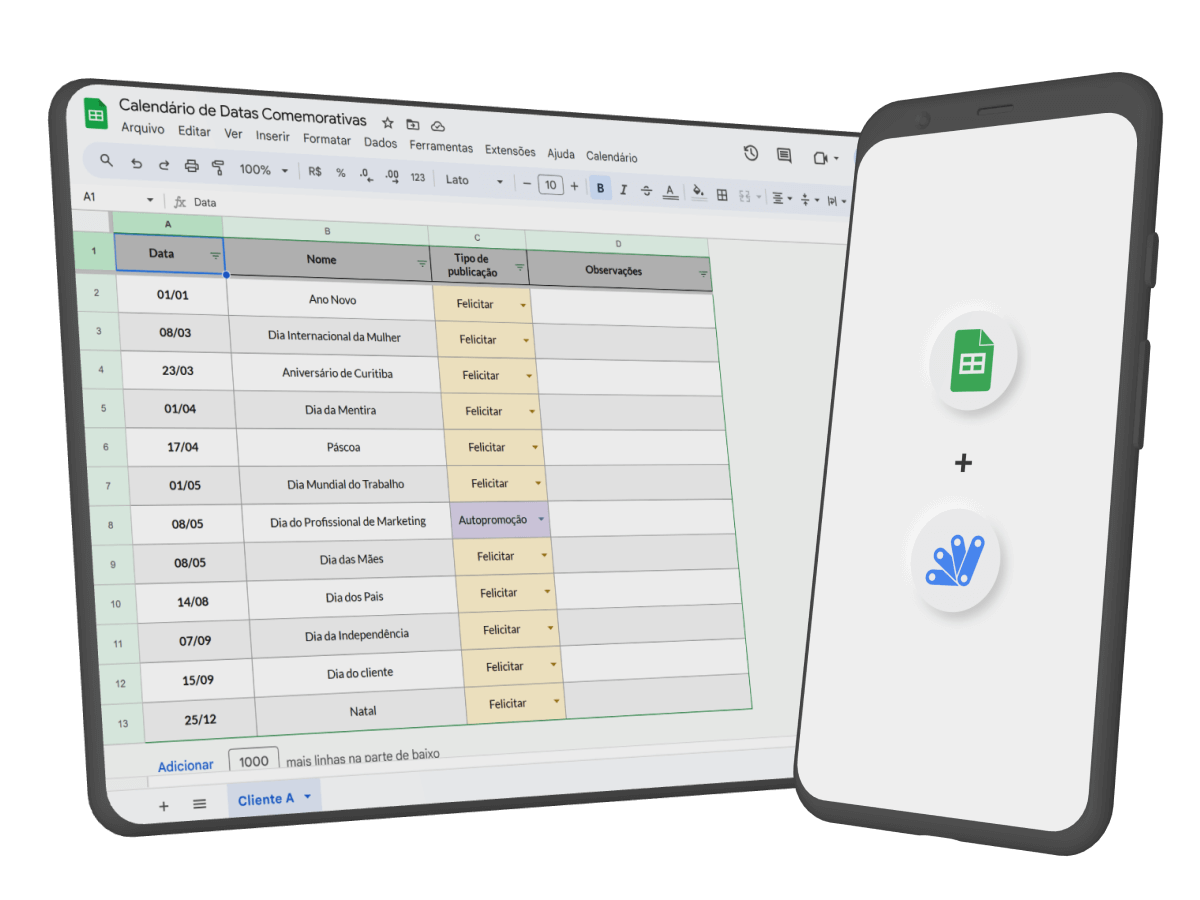 Calendário de Datas Comemorativas
Arquivo Editar Ver Inserir Formatar Dados Ferramentas Extensões Ajuda Calendário
100% R$ % .0 .00 123 Lato − 10 + B I A
A1 fx Data
A B C D
1 Data Nome Tipo de publicação Observações
2 01/01 Ano Novo Felicitar
3 08/03 Dia Internacional da Mulher Felicitar
4 23/03 Aniversário de Curitiba Felicitar
5 01/04 Dia da Mentira Felicitar
6 17/04 Páscoa Felicitar
7 01/05 Dia Mundial do Trabalho Felicitar
8 08/05 Dia do Profissional de Marketing Autopromoção
9 08/05 Dia das Mães Felicitar
10 14/08 Dia dos Pais Felicitar
11 07/09 Dia da Independência Felicitar
12 15/09 Dia do cliente Felicitar
13 25/12 Natal Felicitar
Adicionar 1000 mais linhas na parte de baixo
+ Cliente A
+